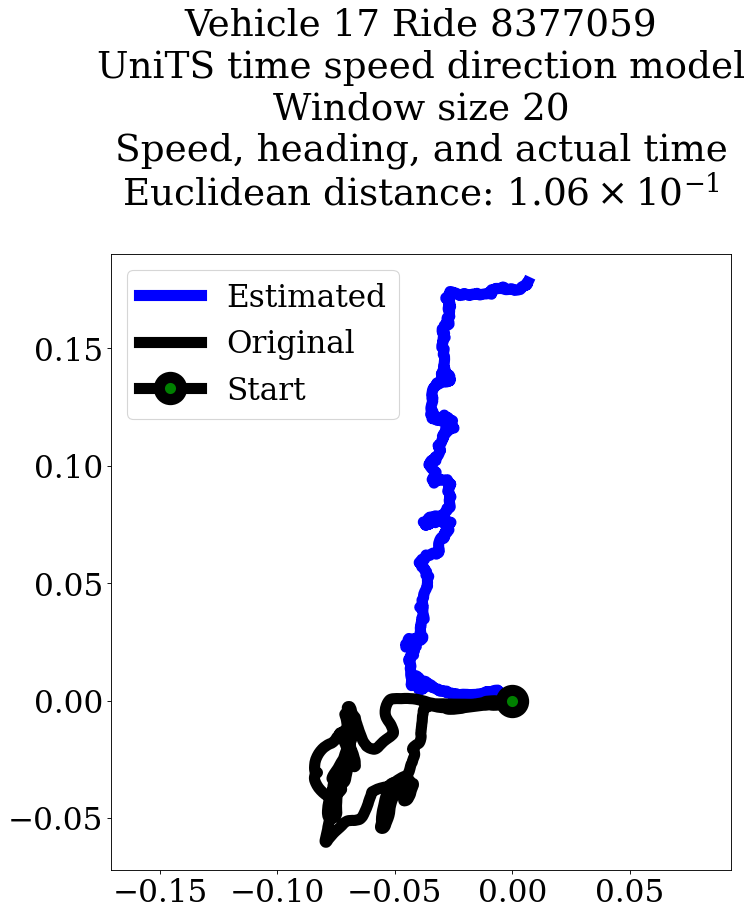 Vehicle 17 Ride 8377059
UniTS time speed direction model
Window size 20
Speed, heading, and actual time
Euclidean distance: 1.06 × 10⁻¹
Estimated
Original
Start
0.15
0.10
0.05
0.00
−0.05
−0.15 −0.10 −0.05 0.00 0.05